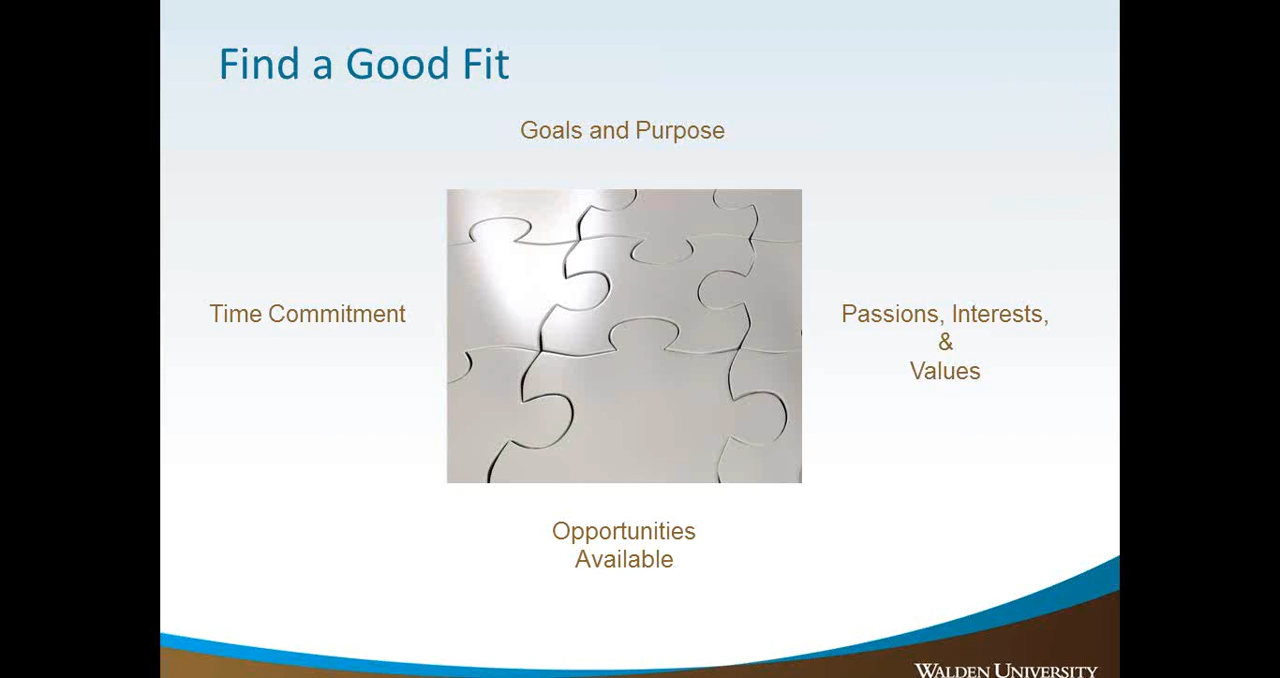 Find a Good Fit
Goals and Purpose
Time Commitment
Passions, Interests,
&
Values
Opportunities
Available
WALDEN UNIVERSITY